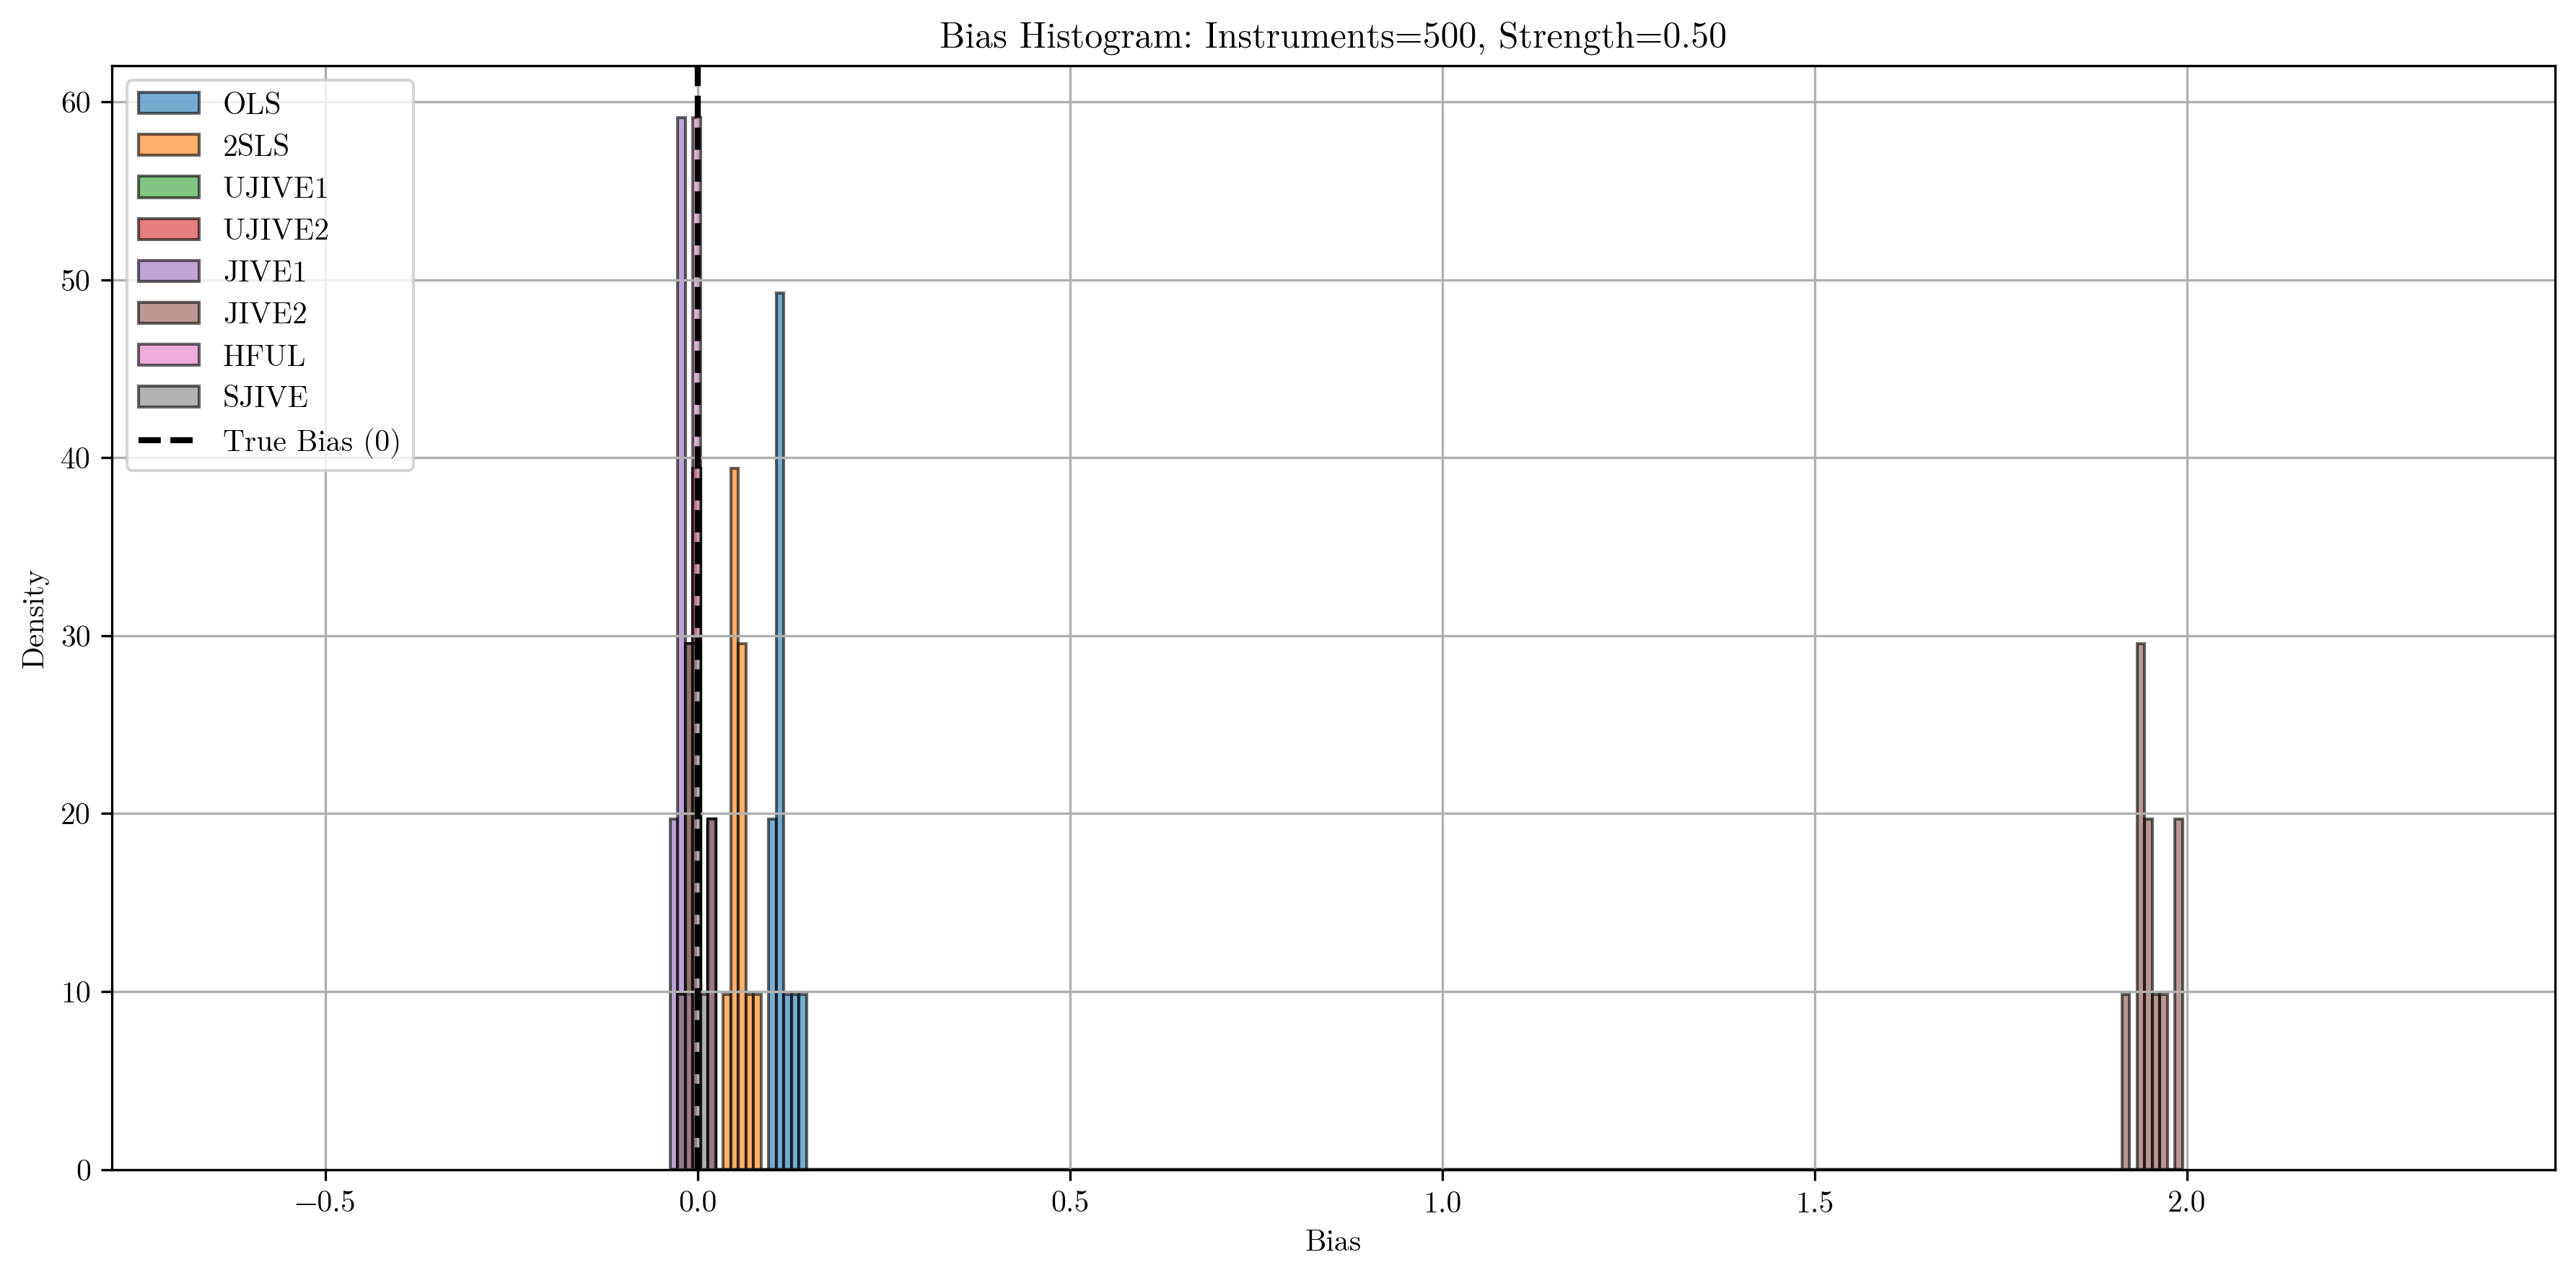 Bias Histogram: Instruments=500, Strength=0.50
Density
60
50
40
30
20
10
0
OLS
2SLS
UJIVE1
UJIVE2
JIVE1
JIVE2
HFUL
SJIVE
True Bias (0)
−0.5 0.0 0.5 1.0 1.5 2.0
Bias